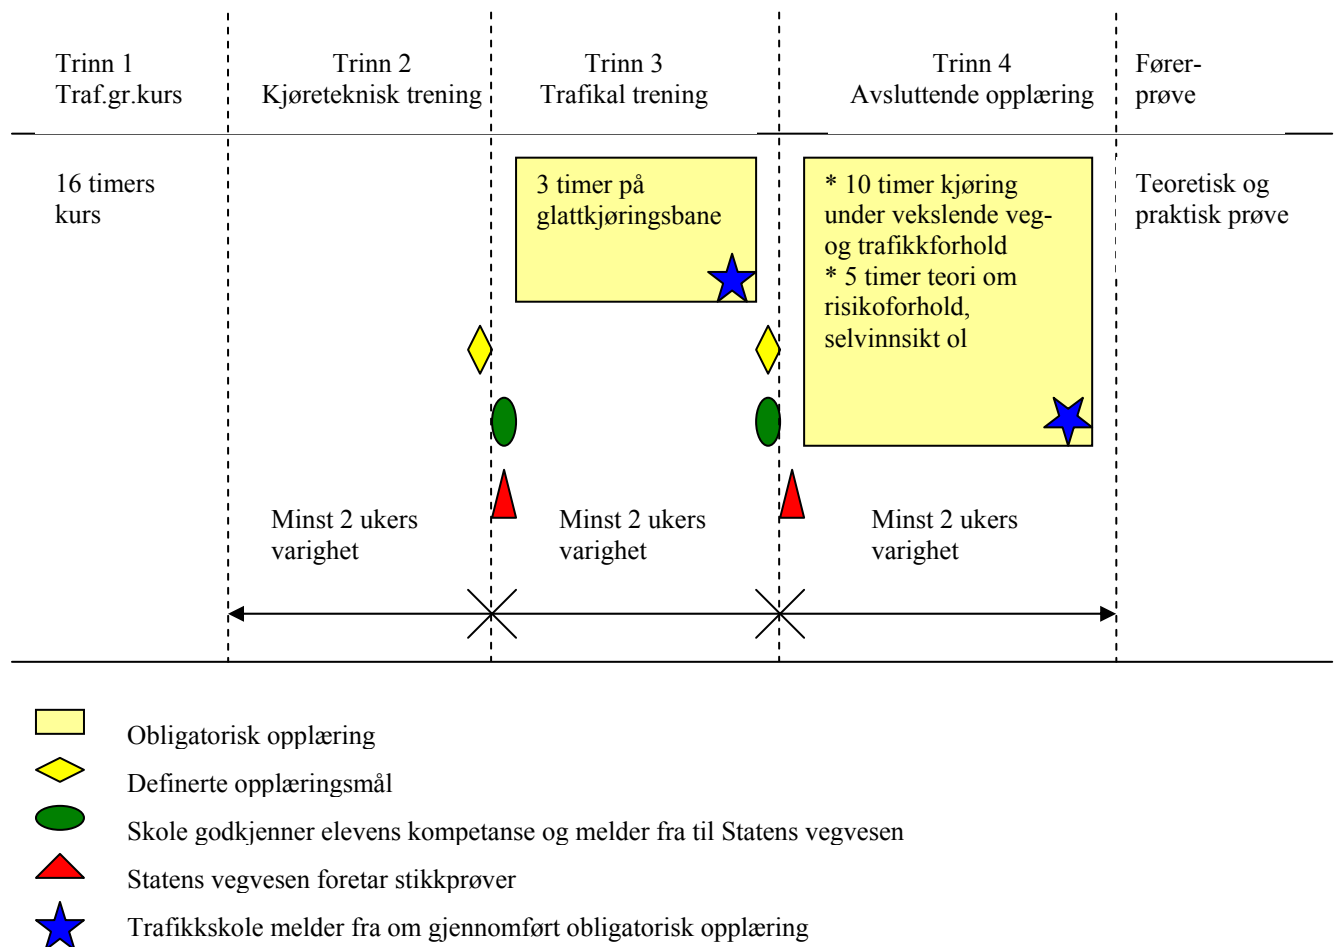 Trinn 1
Traf.gr.kurs
Trinn 2
Kjøreteknisk trening
Trinn 3
Trafikal trening
Trinn 4
Avsluttende opplæring
Fører-
prøve
16 timers
kurs
3 timer på
glattkjøringsbane
* 10 timer kjøring
under vekslende veg-
og trafikkforhold
* 5 timer teori om
risikoforhold,
selvinnsikt ol
Teoretisk og
praktisk prøve
Minst 2 ukers
varighet
Minst 2 ukers
varighet
Minst 2 ukers
varighet
Obligatorisk opplæring
Definerte opplæringsmål
Skole godkjenner elevens kompetanse og melder fra til Statens vegvesen
Statens vegvesen foretar stikkprøver
Trafikkskole melder fra om gjennomført obligatorisk opplæring